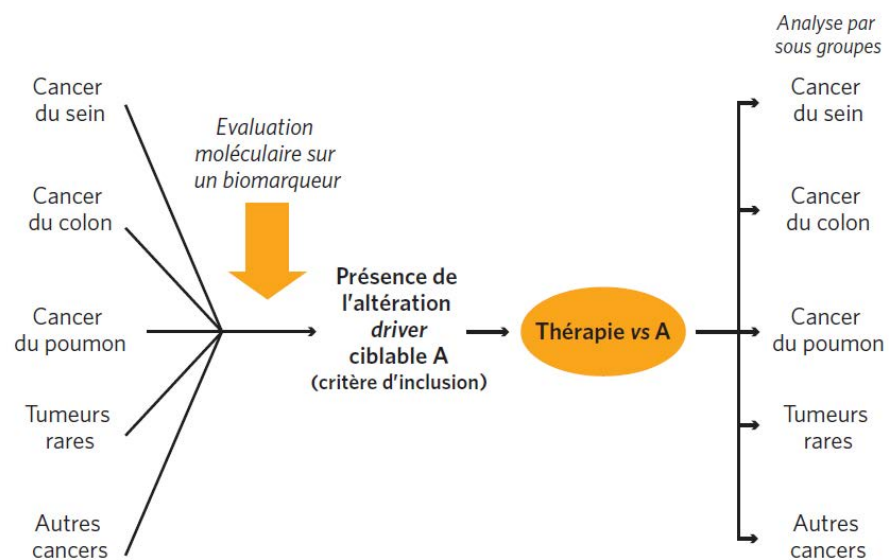 Cancer
du sein
Cancer
du colon
Cancer
du poumon
Tumeurs
rares
Autres
cancers
Evaluation
moléculaire sur
un biomarqueur
Présence de
l'altération
driver
ciblable A
(critère d'inclusion)
Thérapie vs A
Analyse par
sous groupes
Cancer
du sein
Cancer
du colon
Cancer
du poumon
Tumeurs
rares
Autres
cancers